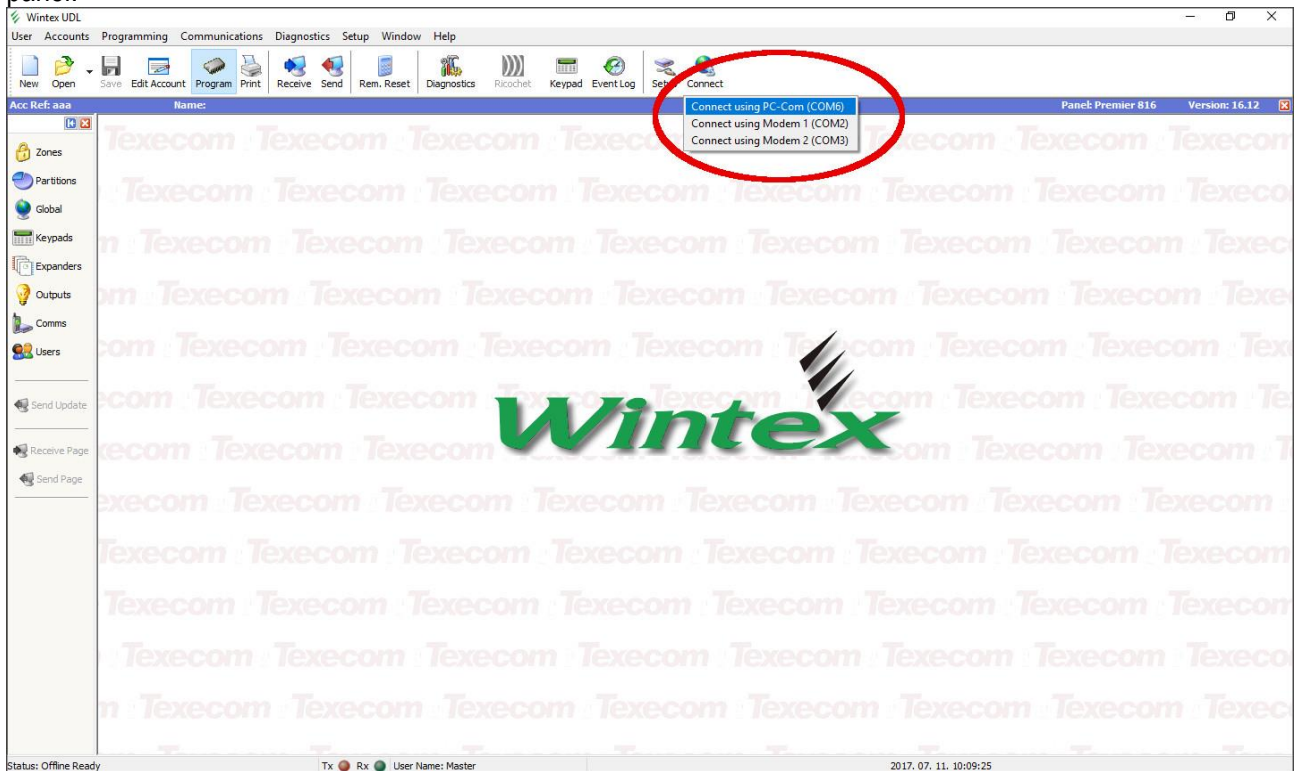 panel.
Wintex UDL
User Accounts Programming Communications Diagnostics Setup Window Help
New Open Save Edit Account Program Print Receive Send Rem. Reset Diagnostics Ricochet Keypad Event Log Setup Connect
Acc Ref: aaa Name: Panel: Premier 816 Version: 16.12
Connect using PC-Com (COM6)
Connect using Modem 1 (COM2)
Connect using Modem 2 (COM3)
Zones
Partitions
Global
Keypads
Expanders
Outputs
Comms
Users
Send Update
Receive Page
Send Page
Texecom
Wintex
Status: Offline Ready Tx Rx User Name: Master 2017. 07. 11. 10:09:25